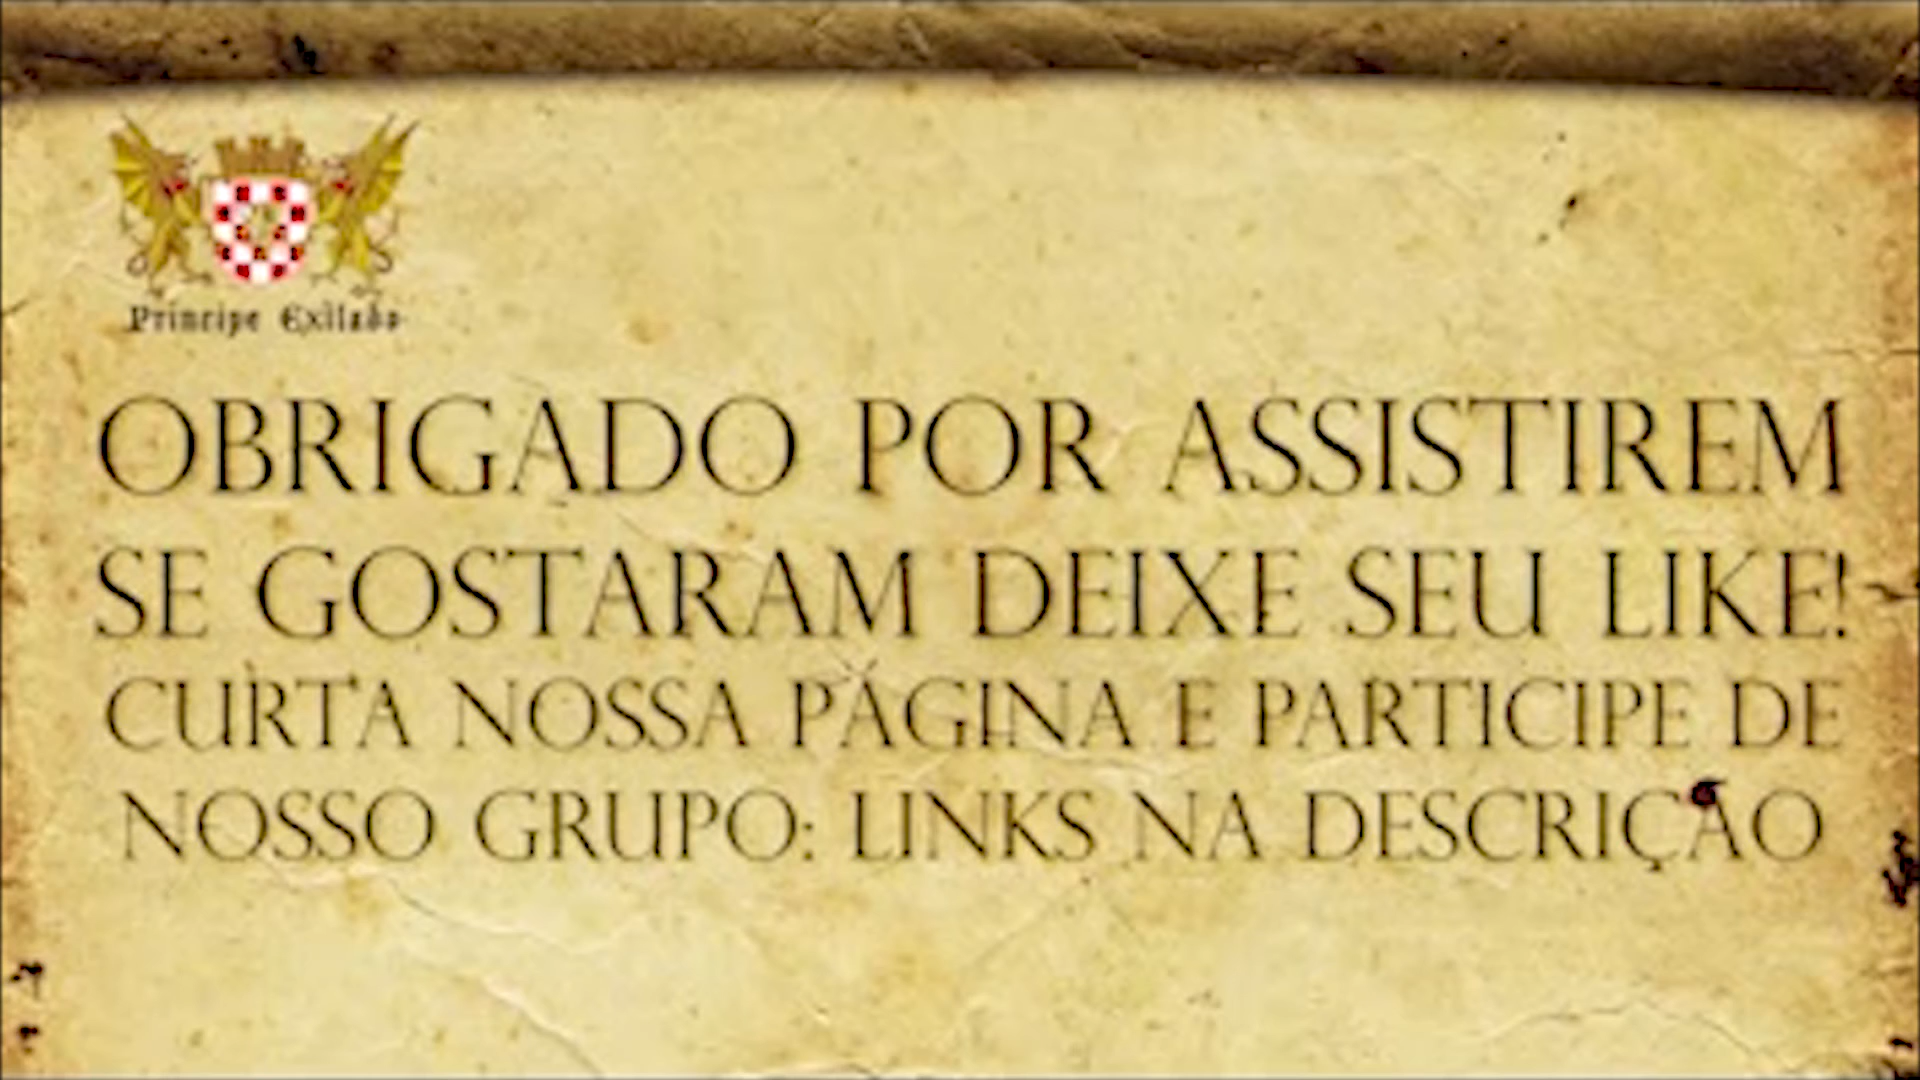 Príncipe Exilado
OBRIGADO POR ASSISTIREM
SE GOSTARAM DEIXE SEU LIKE!
CURTA NOSSA PÁGINA E PARTICIPE DE
NOSSO GRUPO: LINKS NA DESCRIÇÃO